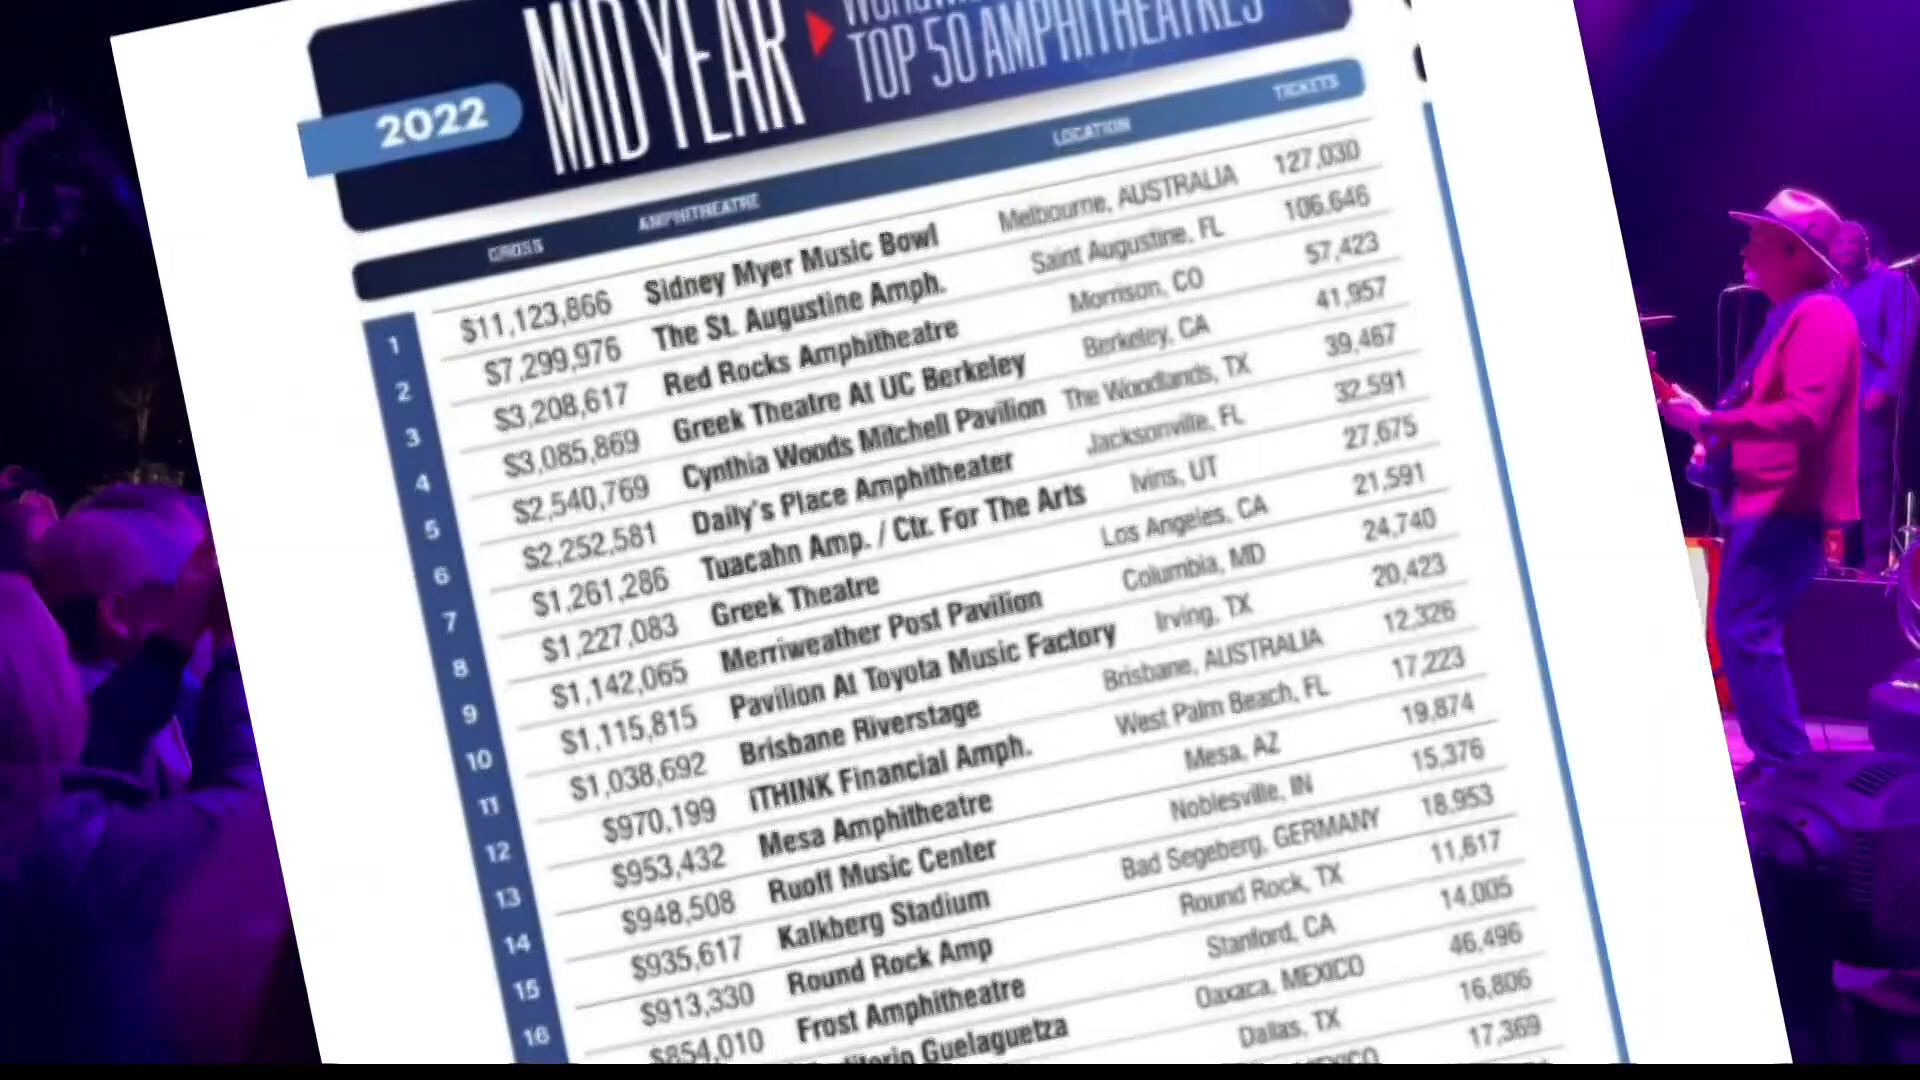 2022 MID YEAR
TOP 50 AMPHITHEATRES
GROSS AMPHITHEATRE LOCATION TICKETS
1 $11,123,866 Sidney Myer Music Bowl Melbourne, AUSTRALIA 127,030
2 $7,299,976 The St. Augustine Amph. Saint Augustine, FL 106,646
3 $3,208,617 Red Rocks Amphitheatre Morrison, CO 57,423
4 $3,085,869 Greek Theatre At UC Berkeley Berkeley, CA 41,957
5 $2,540,769 Cynthia Woods Mitchell Pavilion The Woodlands, TX 39,467
6 $2,252,581 Daily's Place Amphitheater Jacksonville, FL 32,591
7 $1,261,286 Tuacahn Amp. / Ctr. For The Arts Ivins, UT 27,675
8 $1,227,083 Greek Theatre Los Angeles, CA 21,591
9 $1,142,065 Merriweather Post Pavilion Columbia, MD 24,740
10 $1,115,815 Pavilion At Toyota Music Factory Irving, TX 20,423
11 $1,038,692 Brisbane Riverstage Brisbane, AUSTRALIA 12,326
12 $970,199 iTHINK Financial Amph. West Palm Beach, FL 17,223
13 $953,432 Mesa Amphitheatre Mesa, AZ 19,874
14 $948,508 Ruoff Music Center Noblesville, IN 15,376
15 $935,617 Kalkberg Stadium Bad Segeberg, GERMANY 18,953
16 $913,330 Round Rock Amp Round Rock, TX 11,617
$854,010 Frost Amphitheatre Stanford, CA 14,005
Guelaguetza Oaxaca, MEXICO 46,496
Dallas, TX 16,806
MEXICO 17,369